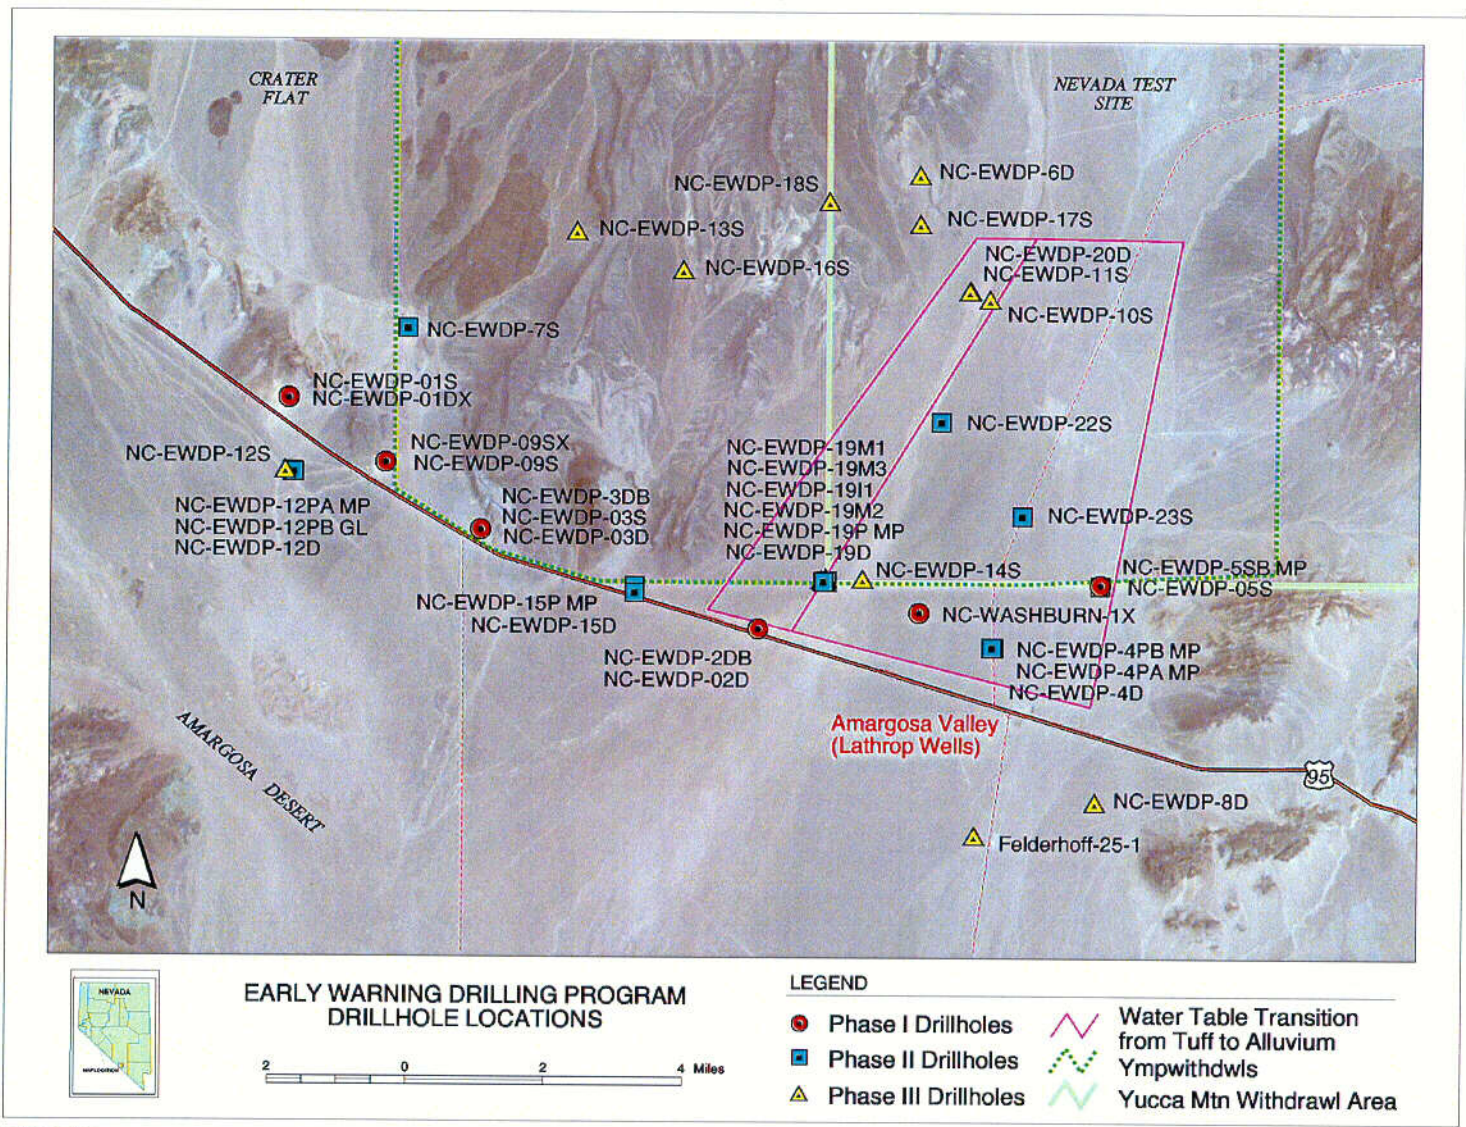 CRATER
FLAT
NEVADA TEST
SITE
NC-EWDP-18S
NC-EWDP-6D
NC-EWDP-13S
NC-EWDP-17S
NC-EWDP-16S
NC-EWDP-20D
NC-EWDP-11S
NC-EWDP-10S
NC-EWDP-7S
NC-EWDP-01S
NC-EWDP-01DX
NC-EWDP-22S
NC-EWDP-09SX
NC-EWDP-09S
NC-EWDP-12S
NC-EWDP-12PA MP
NC-EWDP-12PB GL
NC-EWDP-12D
NC-EWDP-3DB
NC-EWDP-03S
NC-EWDP-03D
NC-EWDP-19M1
NC-EWDP-19M3
NC-EWDP-19I1
NC-EWDP-19M2
NC-EWDP-19P MP
NC-EWDP-19D
NC-EWDP-23S
NC-EWDP-14S
NC-EWDP-5SB MP
NC-EWDP-05S
NC-EWDP-15P MP
NC-EWDP-15D
NC-WASHBURN-1X
NC-EWDP-2DB
NC-EWDP-02D
NC-EWDP-4PB MP
NC-EWDP-4PA MP
NC-EWDP-4D
Amargosa Valley
(Lathrop Wells)
AMARGOSA DESERT
95
NC-EWDP-8D
Felderhoff-25-1
N
NEVADA
MAP LOCATION
EARLY WARNING DRILLING PROGRAM
DRILLHOLE LOCATIONS
2 0 2 4 Miles
LEGEND
Phase I Drillholes
Phase II Drillholes
Phase III Drillholes
Water Table Transition
from Tuff to Alluvium
Ympwithdwls
Yucca Mtn Withdrawl Area